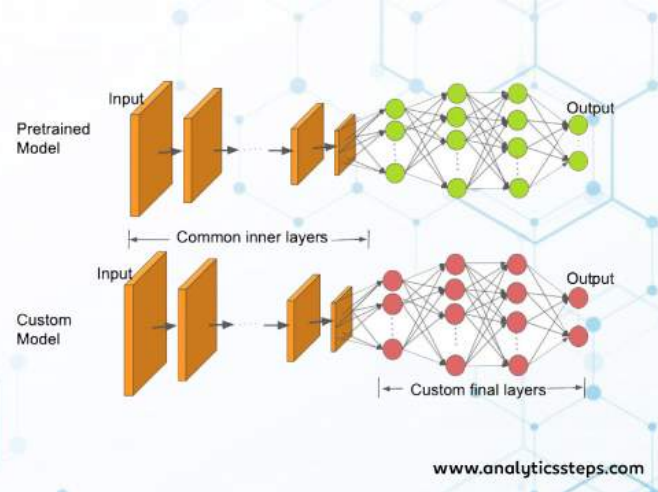 Input
Pretrained
Model
Output
Common inner layers
Input
Custom
Model
Output
Custom final layers
www.analyticssteps.com